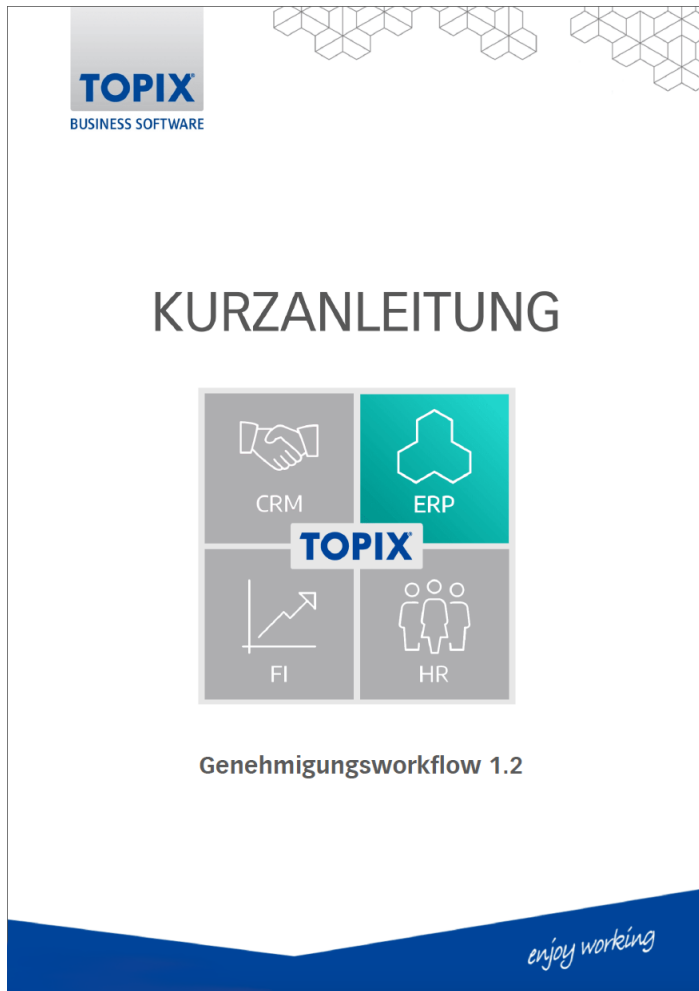 TOPIX®
BUSINESS SOFTWARE
KURZANLEITUNG
CRM
ERP
TOPIX®
FI
HR
Genehmigungsworkflow 1.2
enjoy working